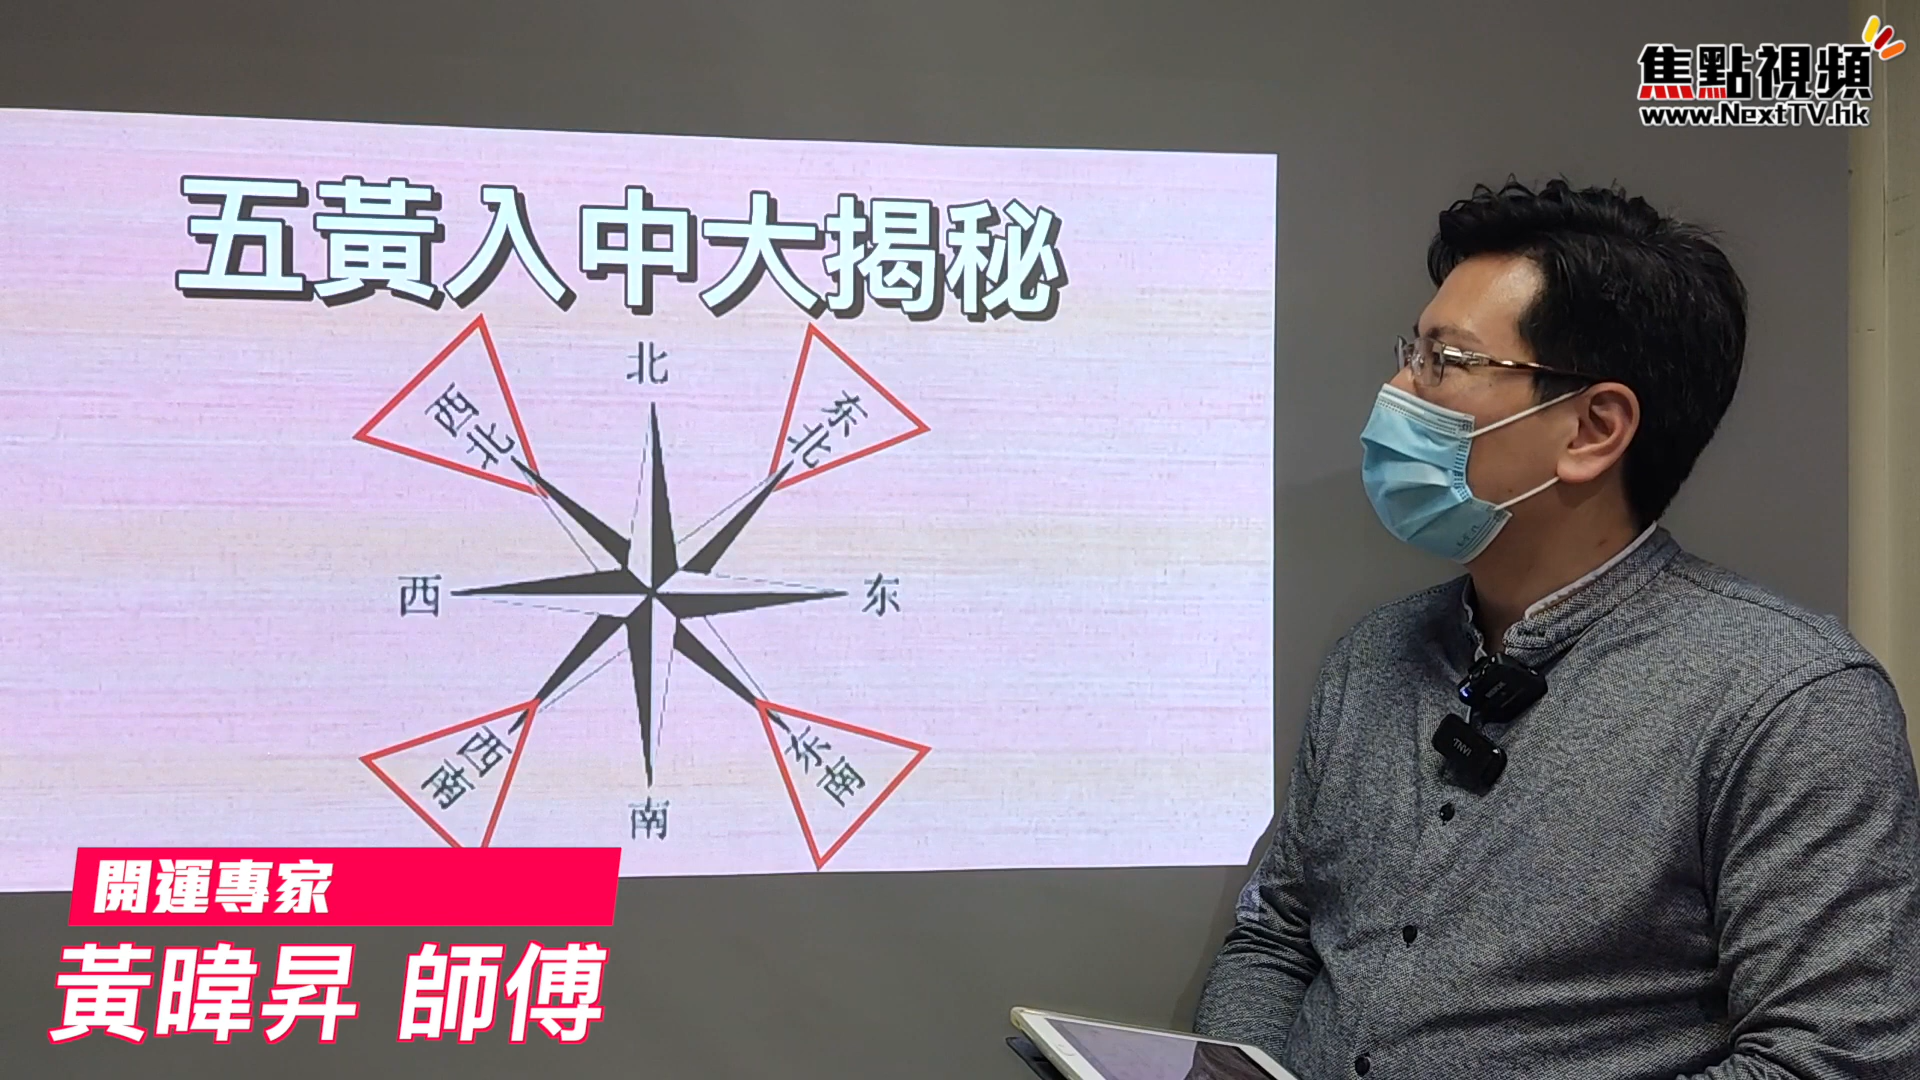 焦點視頻
www.NextTV.hk
五黃入中大揭秘
北
西北
东北
西
东
西南
东南
南
開運專家
黃暐昇 師傅